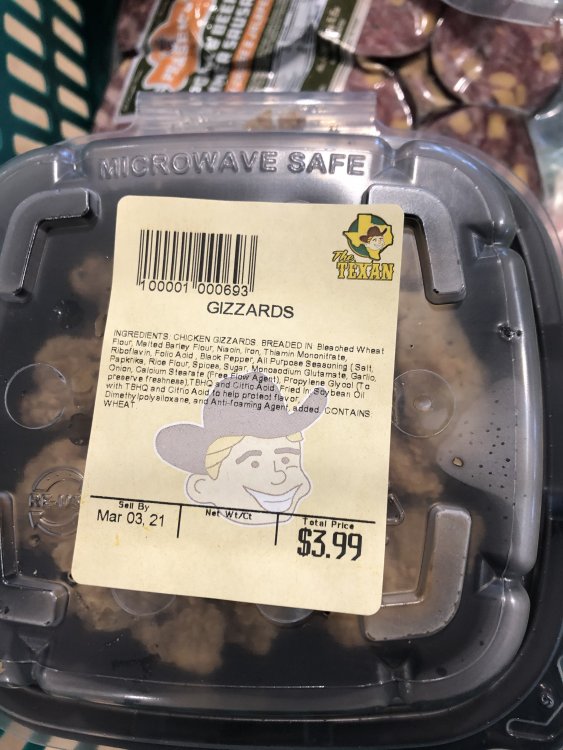 MICROWAVE SAFE
100001 000693
The
TEXAN
GIZZARDS
INGREDIENTS: CHICKEN GIZZARDS. BREADED IN Bleached Wheat
Flour, Malted Barley Flour, Niacin, Iron, Thiamin Mononitrate,
Riboflavin, Folic Acid, Black Pepper, All Purpose Seasoning (Salt,
Paprkika, Rice Flour, Spices, Sugar, Monosodium Glutamate, Garlic,
Onion, Calcium Stearate (Free Flow Agent), Propylene Glycol (To
preserve freshness), TBHQ and Citric Acid. Fried in Soybean Oil
with TBHQ and Citric Acid to help protect flavor,
Dimethylpolysiloxane, and Anti-foaming Agent, added. CONTAINS
WHEAT
Sell By
Mar 03, 21
Net Wt/Ct
Total Price
$3.99